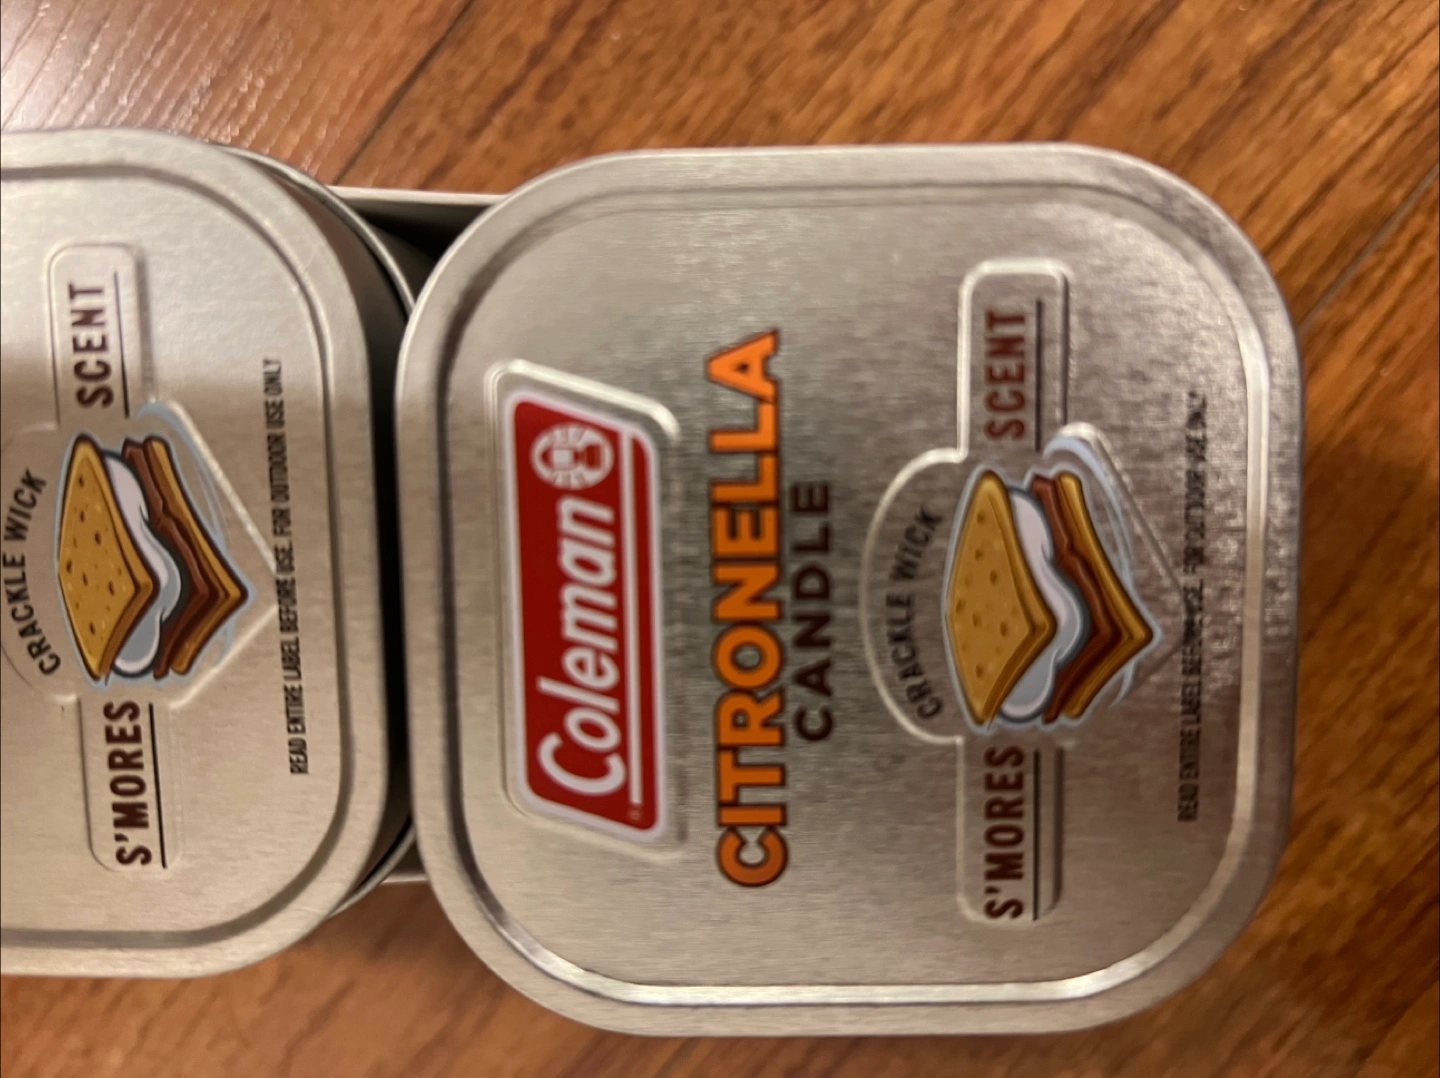 Coleman
CITRONELLA
CANDLE
CRACKLE WICK
S'MORES SCENT
READ ENTIRE LABEL BEFORE USE. FOR OUTDOOR USE ONLY
CRACKLE WICK
S'MORES SCENT
READ ENTIRE LABEL BEFORE USE. FOR OUTDOOR USE ONLY